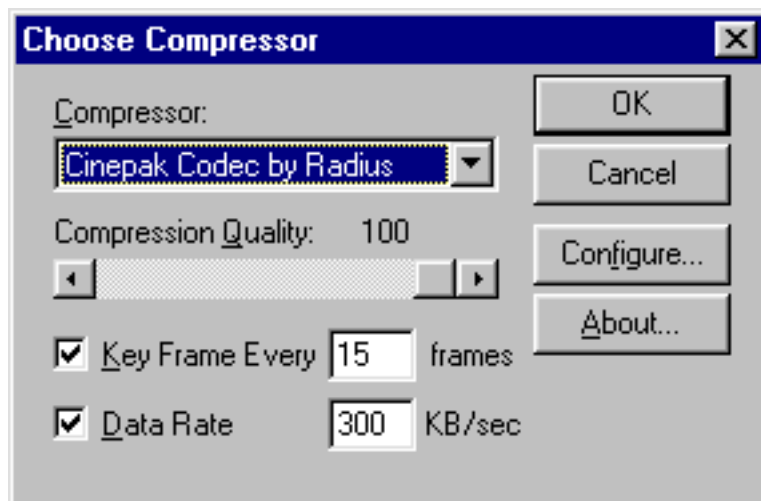 Choose Compressor
Compressor:
Cinepak Codec by Radius
Compression Quality: 100
Key Frame Every 15 frames
Data Rate 300 KB/sec
OK
Cancel
Configure...
About...